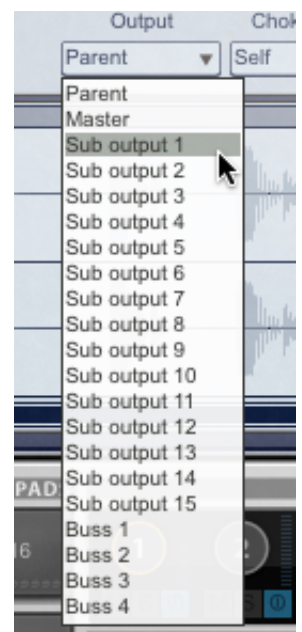 Output Chok
Parent Self
Parent
Master
Sub output 1
Sub output 2
Sub output 3
Sub output 4
Sub output 5
Sub output 6
Sub output 7
Sub output 8
Sub output 9
Sub output 10
Sub output 11
Sub output 12
Sub output 13
Sub output 14
Sub output 15
PAD
Buss 1
16
Buss 2
2
Buss 3
Buss 4